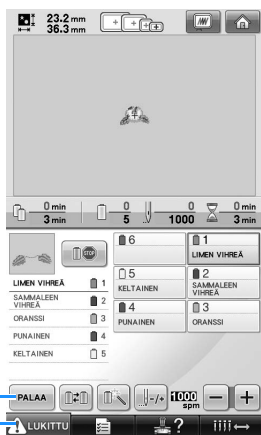 23.2 mm
36.3 mm
0 min
3 min
0
5
0
1000
0 min
3 min
STOP
LIMEN VIHREÄ 1
SAMMALEEN
VIHREÄ 2
ORANSSI 3
PUNAINEN 4
KELTAINEN 5
6
1
LIMEN VIHREÄ
5
KELTAINEN
2
SAMMALEEN
VIHREÄ
4
PUNAINEN
3
ORANSSI
PALAA
-/+
1000
spm
- +
LUKITTU
?